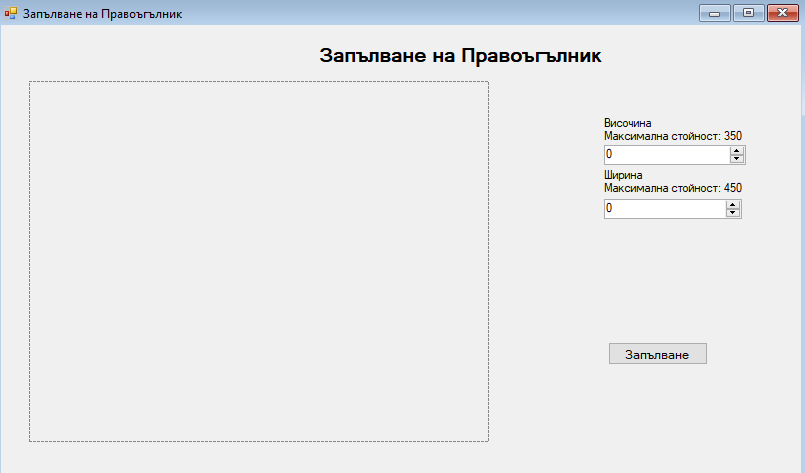 Запълване на Правоъгълник
Запълване на Правоъгълник
Височина
Максимална стойност: 350
0
Ширина
Максимална стойност: 450
0
Запълване